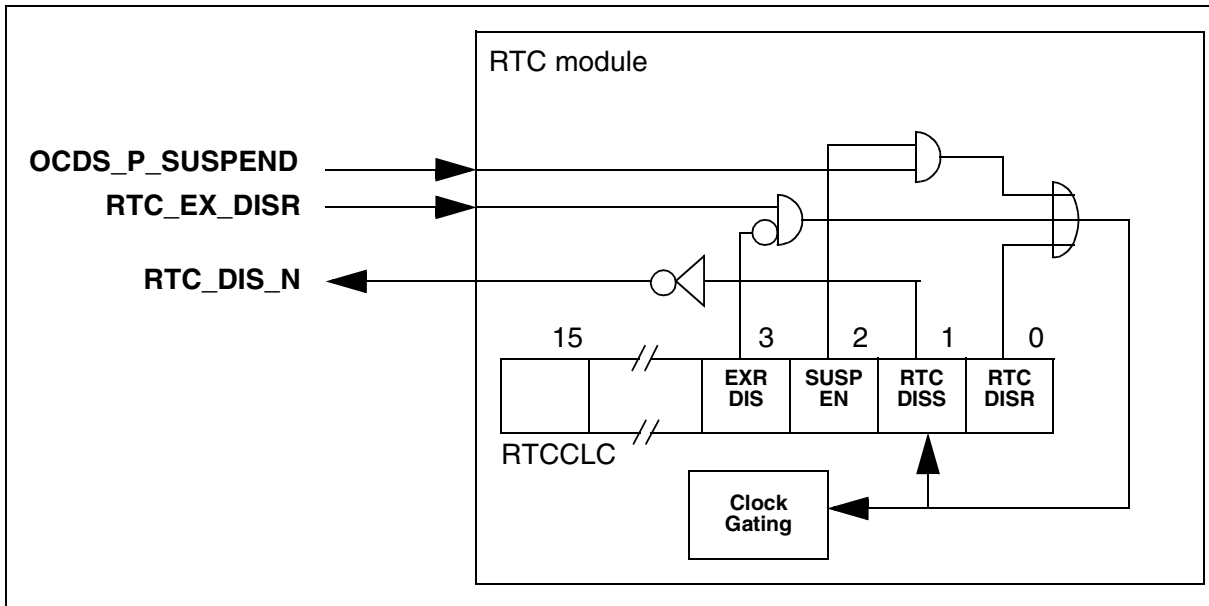 RTC module
OCDS_P_SUSPEND
RTC_EX_DISR
RTC_DIS_N
15 3 2 1 0
EXR DIS SUSP EN RTC DISS RTC DISR
RTCCLC
Clock
Gating